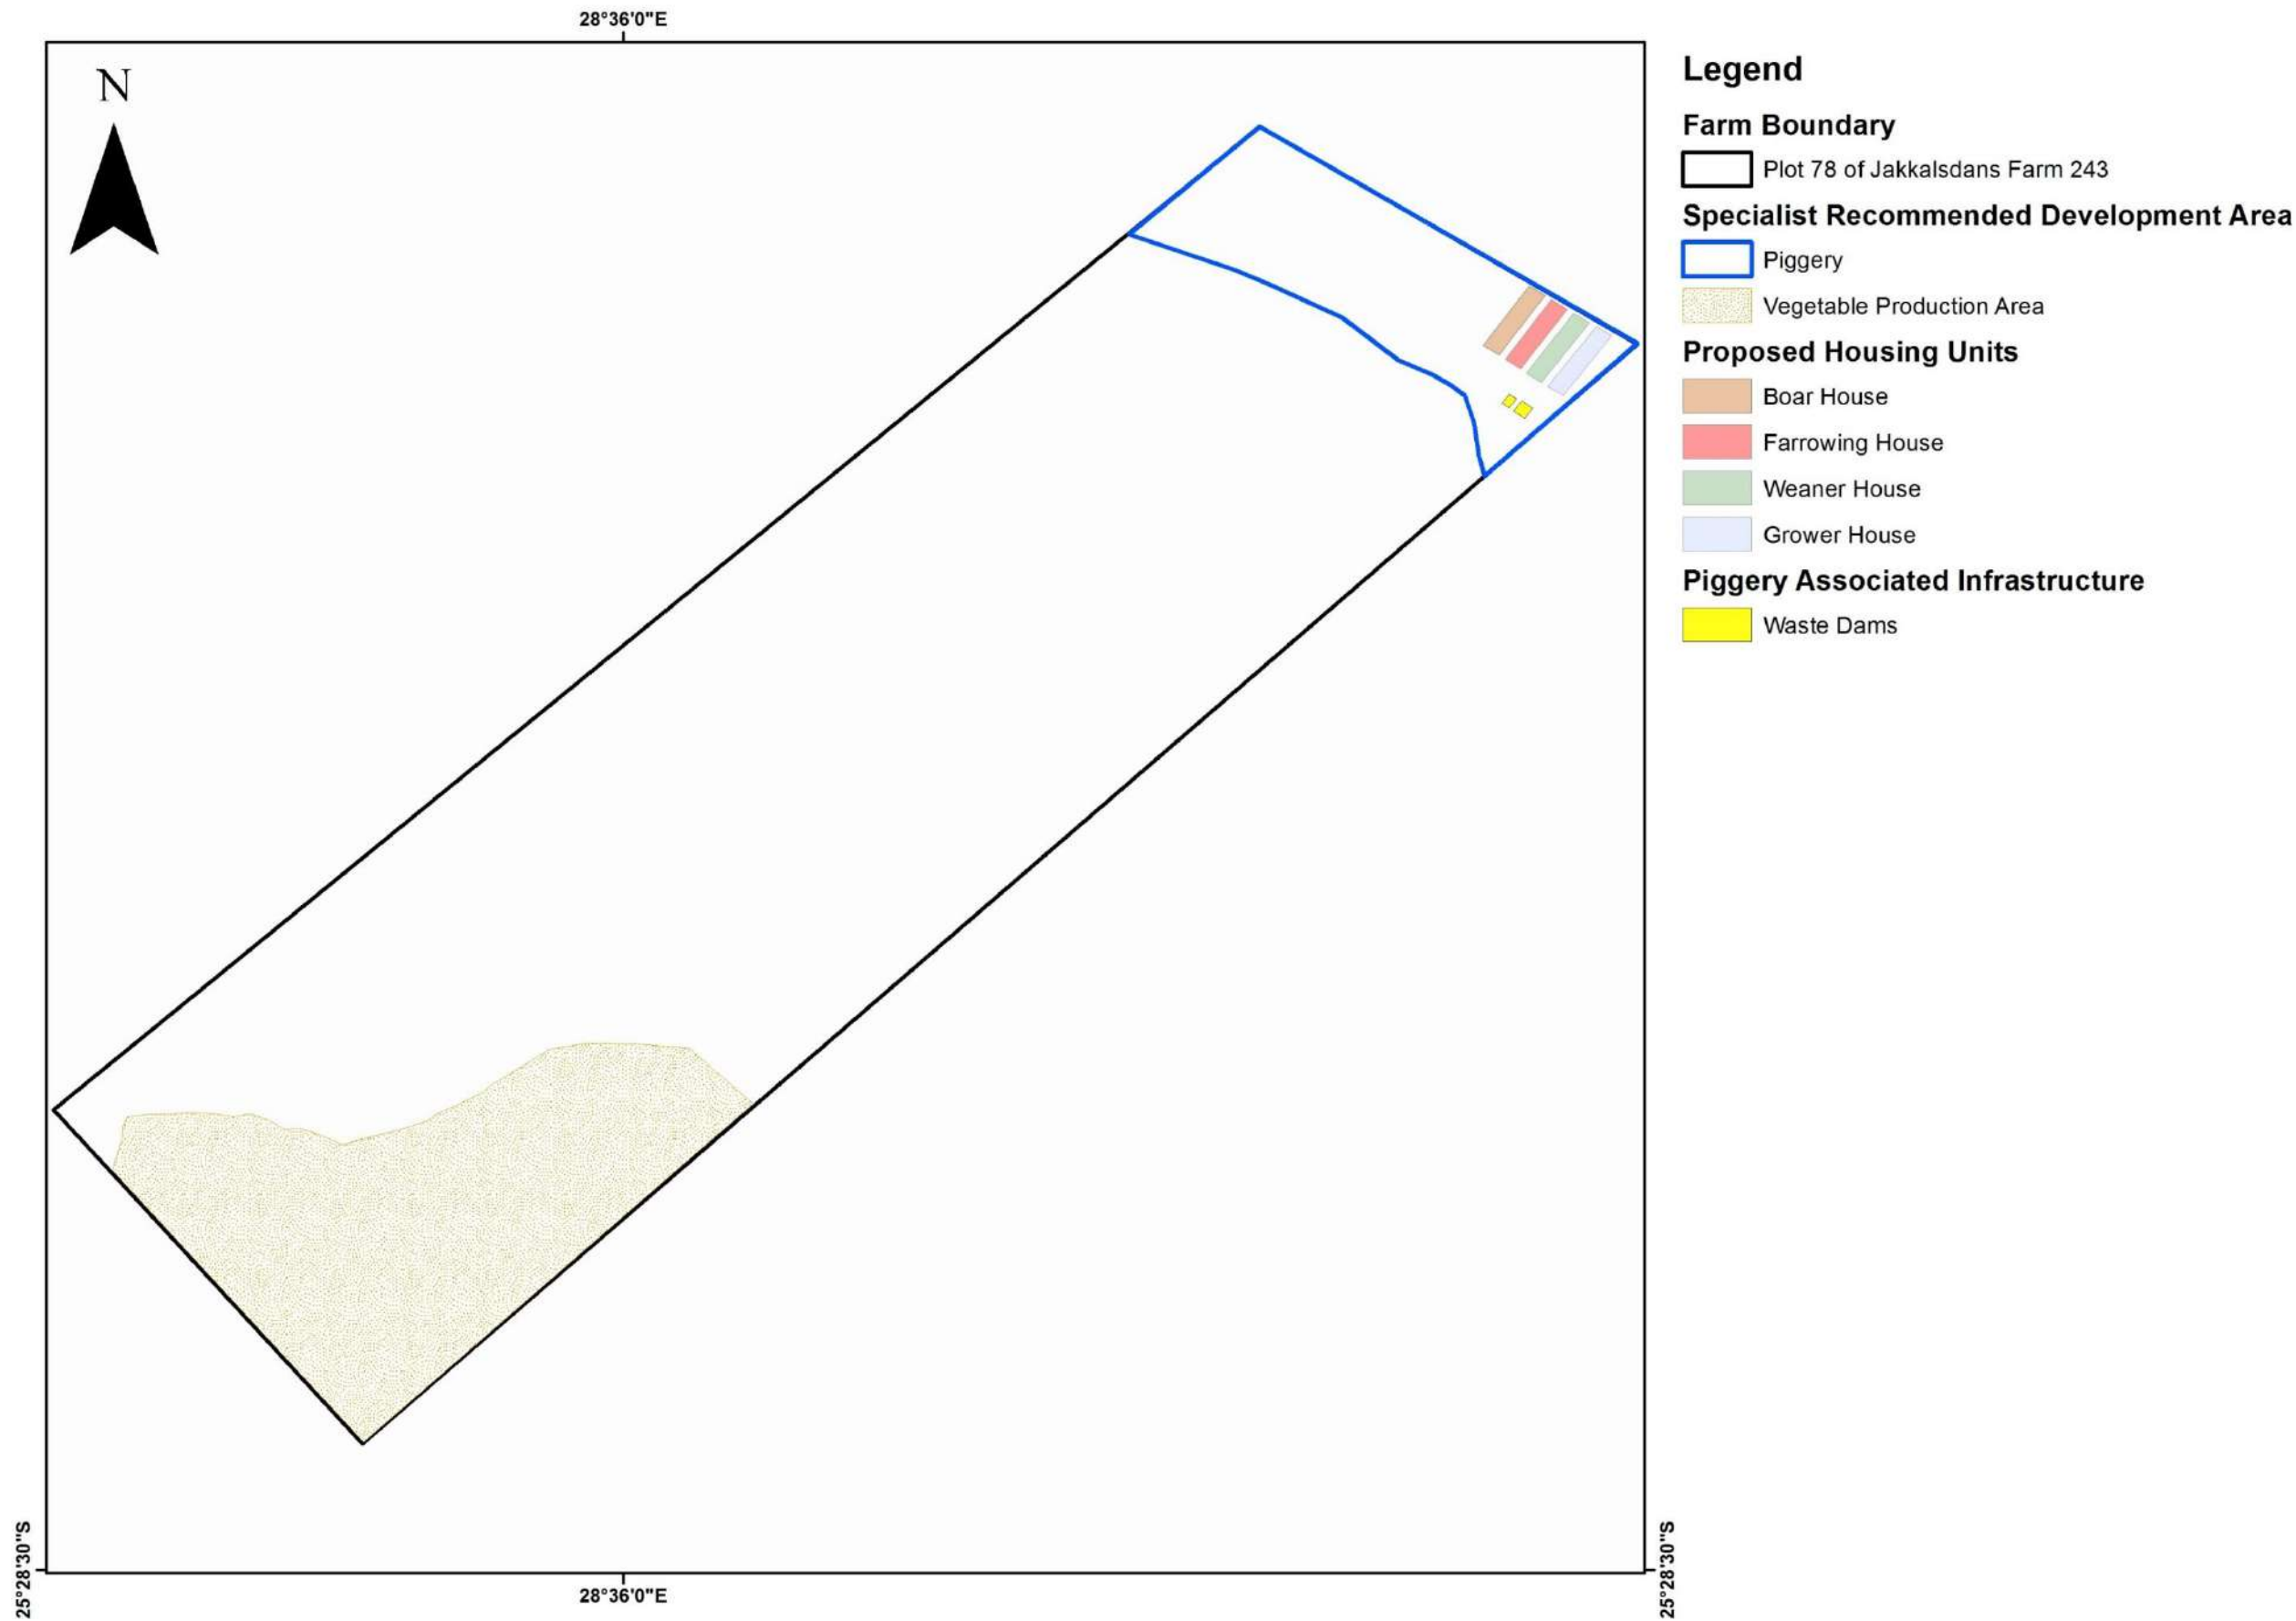 28°36'0"E
N
Legend
Farm Boundary
Plot 78 of Jakkalsdans Farm 243
Specialist Recommended Development Area
Piggery
Vegetable Production Area
Proposed Housing Units
Boar House
Farrowing House
Weaner House
Grower House
Piggery Associated Infrastructure
Waste Dams
25°28'30"S
25°28'30"S
28°36'0"E